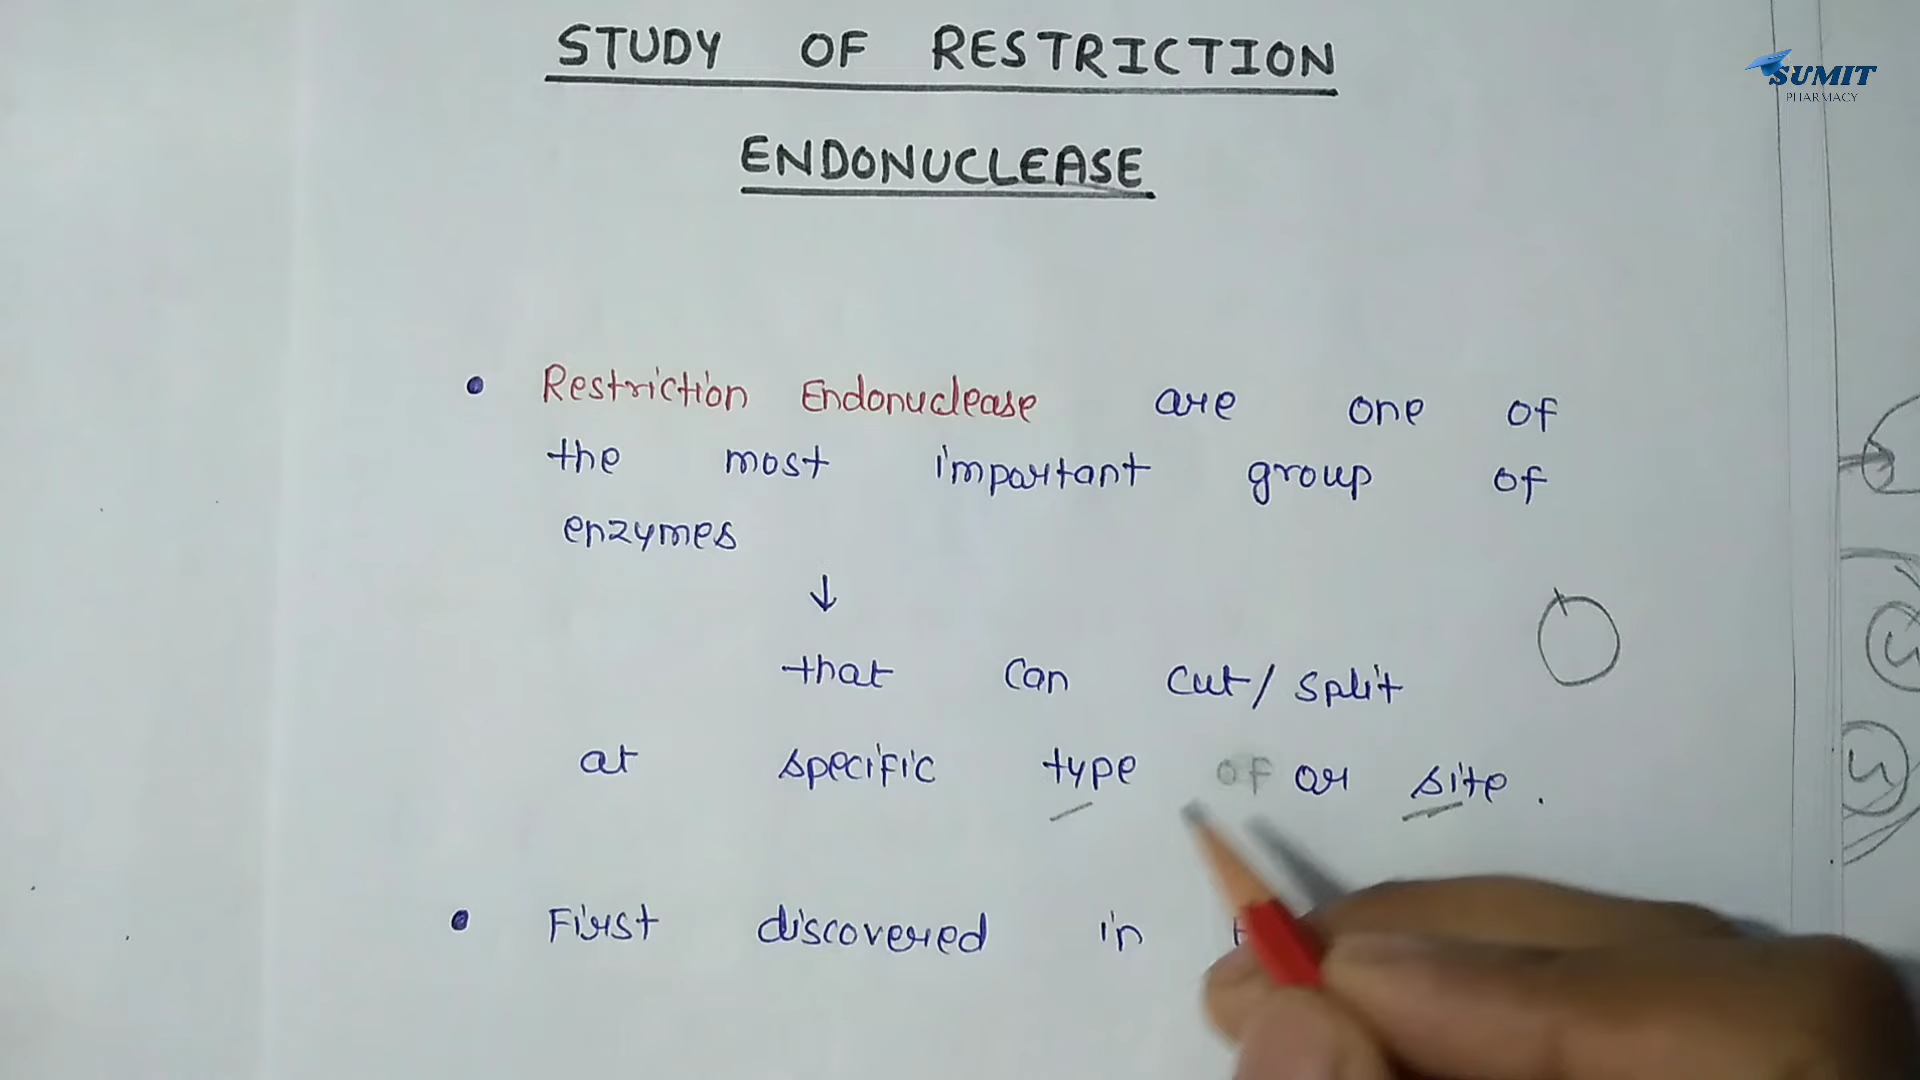 STUDY OF RESTRICTION
ENDONUCLEASE
SUMIT
PHARMACY
• Restriction Endonuclease are one of
the most important group of
enzymes
↓
that can cut/split
at specific type of or site.
• First discovered in